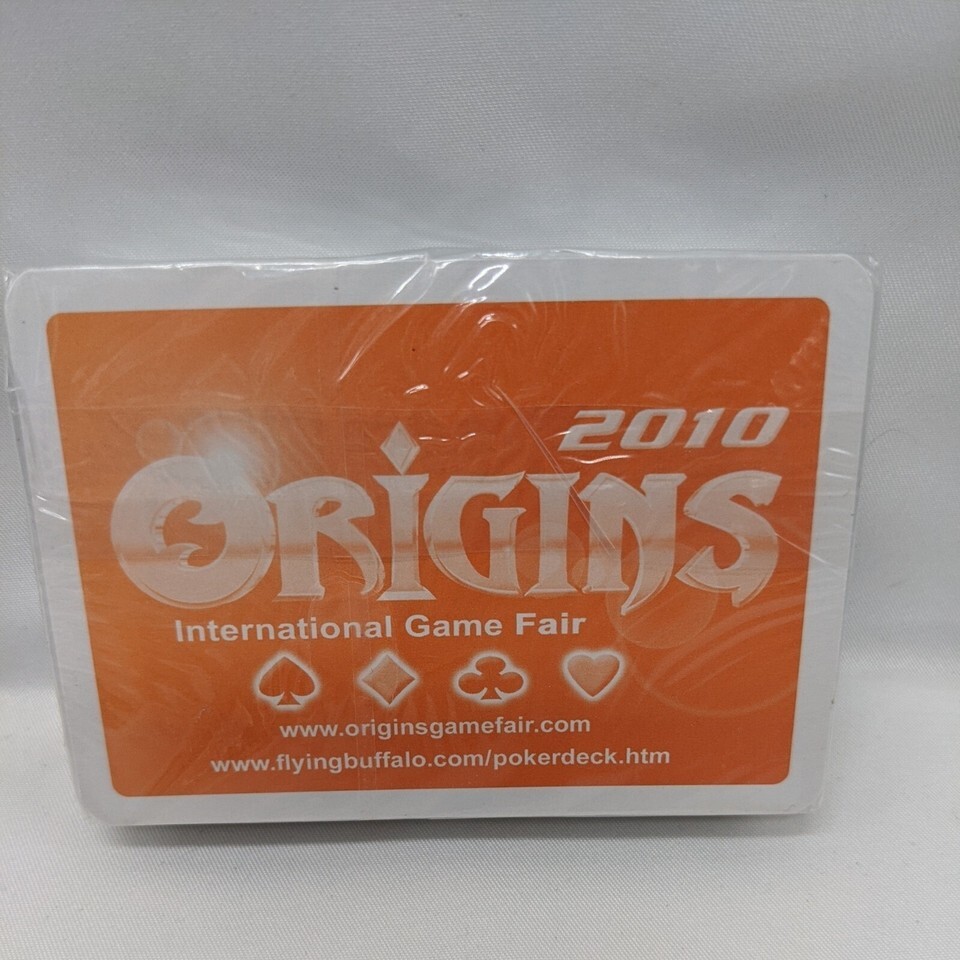 2010
ORIGINS
International Game Fair
www.originsgamefair.com
www.flyingbuffalo.com/pokerdeck.htm